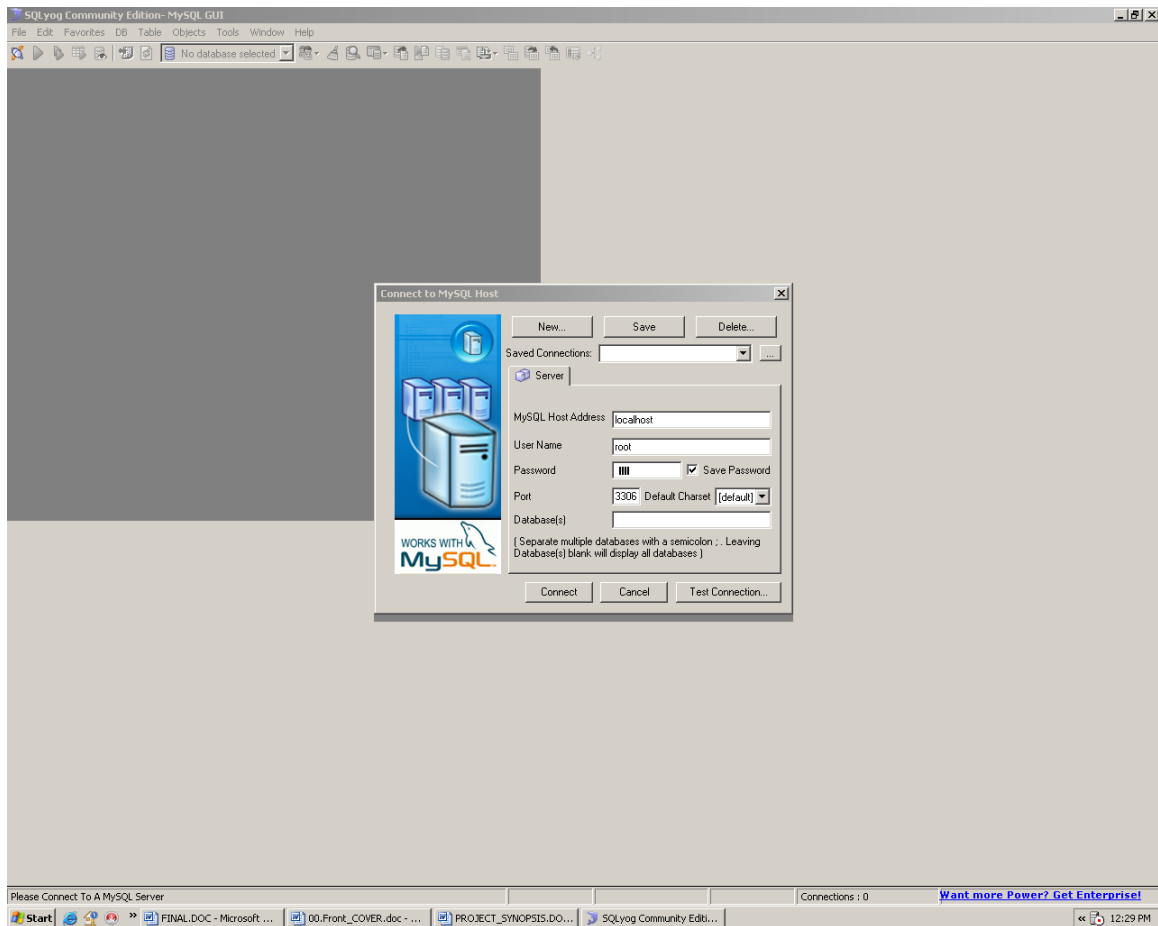 SQLyog Community Edition- MySQL GUI
File Edit Favorites DB Table Objects Tools Window Help
No database selected
Connect to MySQL Host
New... Save Delete...
Saved Connections: ...
Server
MySQL Host Address localhost
User Name root
Password Save Password
Port 3306 Default Charset [default]
Database(s)
( Separate multiple databases with a semicolon ; . Leaving
Database(s) blank will display all databases )
WORKS WITH
MySQL
Connect Cancel Test Connection...
Please Connect To A MySQL Server Connections : 0 Want more Power? Get Enterprise!
Start » FINAL.DOC - Microsoft ... 00.Front_COVER.doc - ... PROJECT_SYNOPSIS.DO... SQLyog Community Editi... « 12:29 PM